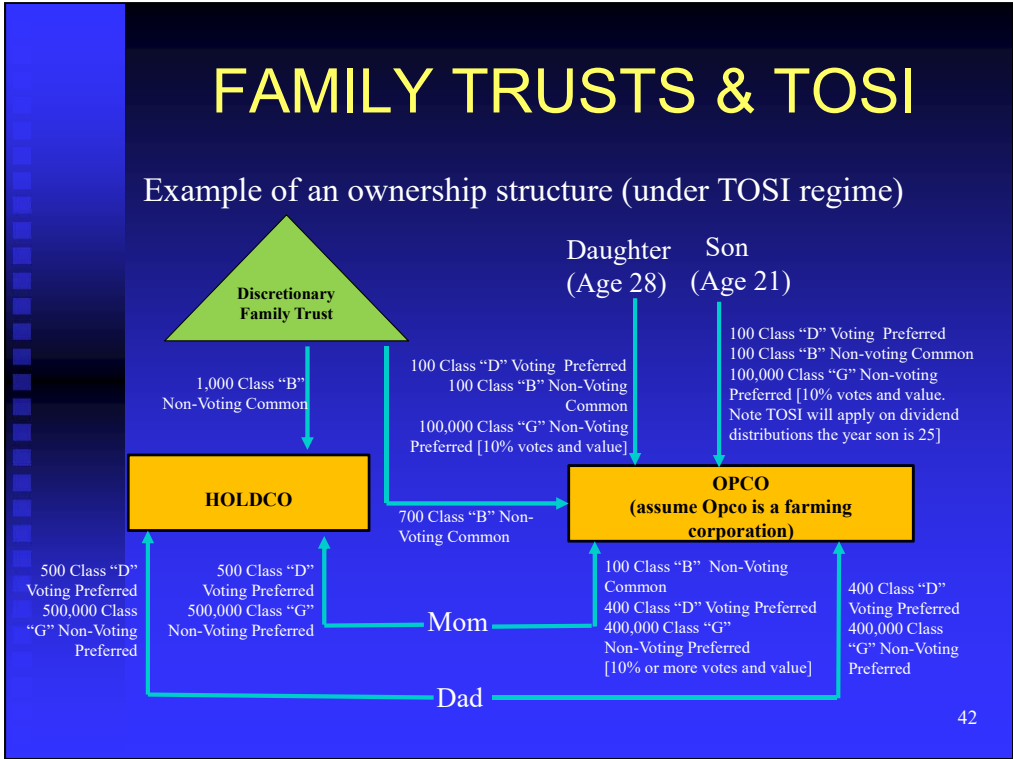 FAMILY TRUSTS & TOSI
Example of an ownership structure (under TOSI regime)
Discretionary
Family Trust
Daughter
(Age 28)
Son
(Age 21)
1,000 Class “B”
Non-Voting Common
100 Class “D” Voting Preferred
100 Class “B” Non-Voting
Common
100,000 Class “G” Non-Voting
Preferred [10% votes and value]
100 Class “D” Voting Preferred
100 Class “B” Non-voting Common
100,000 Class “G” Non-voting
Preferred [10% votes and value.
Note TOSI will apply on dividend
distributions the year son is 25]
HOLDCO
OPCO
(assume Opco is a farming
corporation)
700 Class “B” Non-
Voting Common
500 Class “D”
Voting Preferred
500,000 Class
“G” Non-Voting
Preferred
500 Class “D”
Voting Preferred
500,000 Class “G”
Non-Voting Preferred
Mom
100 Class “B” Non-Voting
Common
400 Class “D” Voting Preferred
400,000 Class “G”
Non-Voting Preferred
[10% or more votes and value]
400 Class “D”
Voting Preferred
400,000 Class
“G” Non-Voting
Preferred
Dad
42